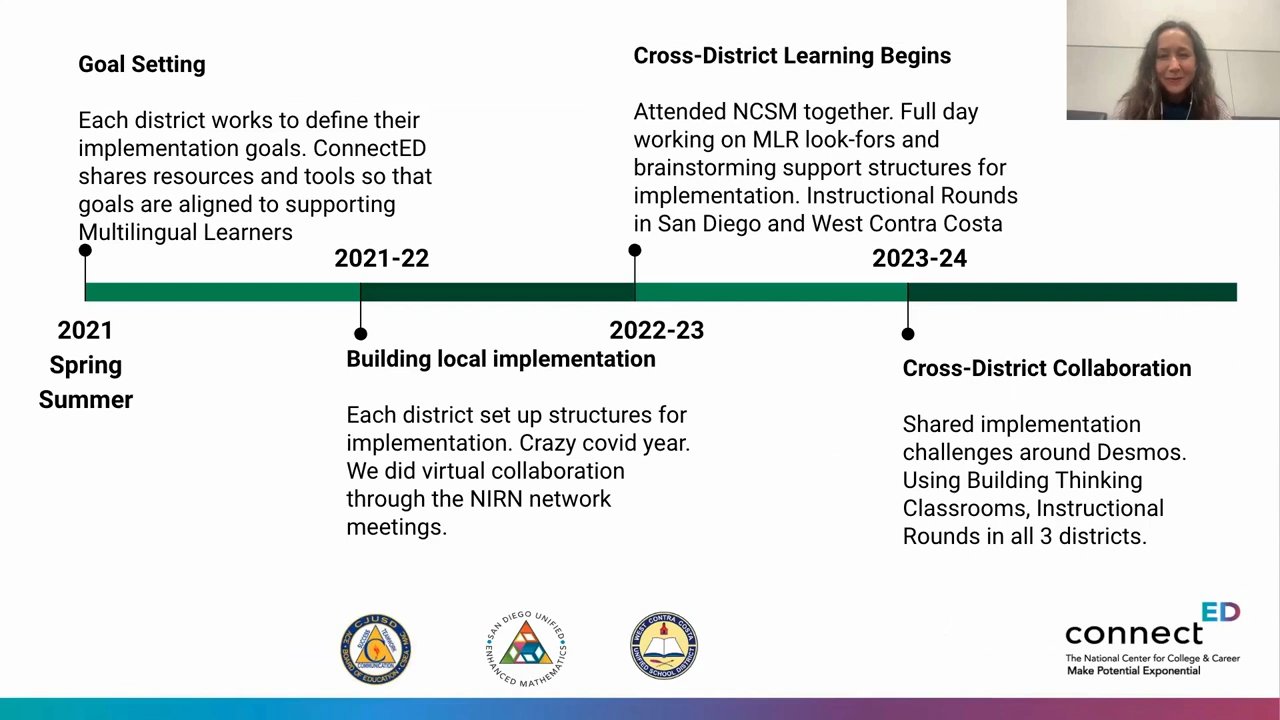 Goal Setting
Each district works to define their
implementation goals. ConnectED
shares resources and tools so that
goals are aligned to supporting
Multilingual Learners
Cross-District Learning Begins
Attended NCSM together. Full day
working on MLR look-fors and
brainstorming support structures for
implementation. Instructional Rounds
in San Diego and West Contra Costa
2021-22
2023-24
2021
Spring
Summer
2022-23
Building local implementation
Each district set up structures for
implementation. Crazy covid year.
We did virtual collaboration
through the NIRN network
meetings.
Cross-District Collaboration
Shared implementation
challenges around Desmos.
Using Building Thinking
Classrooms, Instructional
Rounds in all 3 districts.
CJUSD
BOARD OF EDUCATION
COMMUNICATION
SAN DIEGO UNIFIED
ENHANCED MATHEMATICS
WEST CONTRA COSTA
UNIFIED SCHOOL DISTRICT
connectED
The National Center for College & Career
Make Potential Exponential